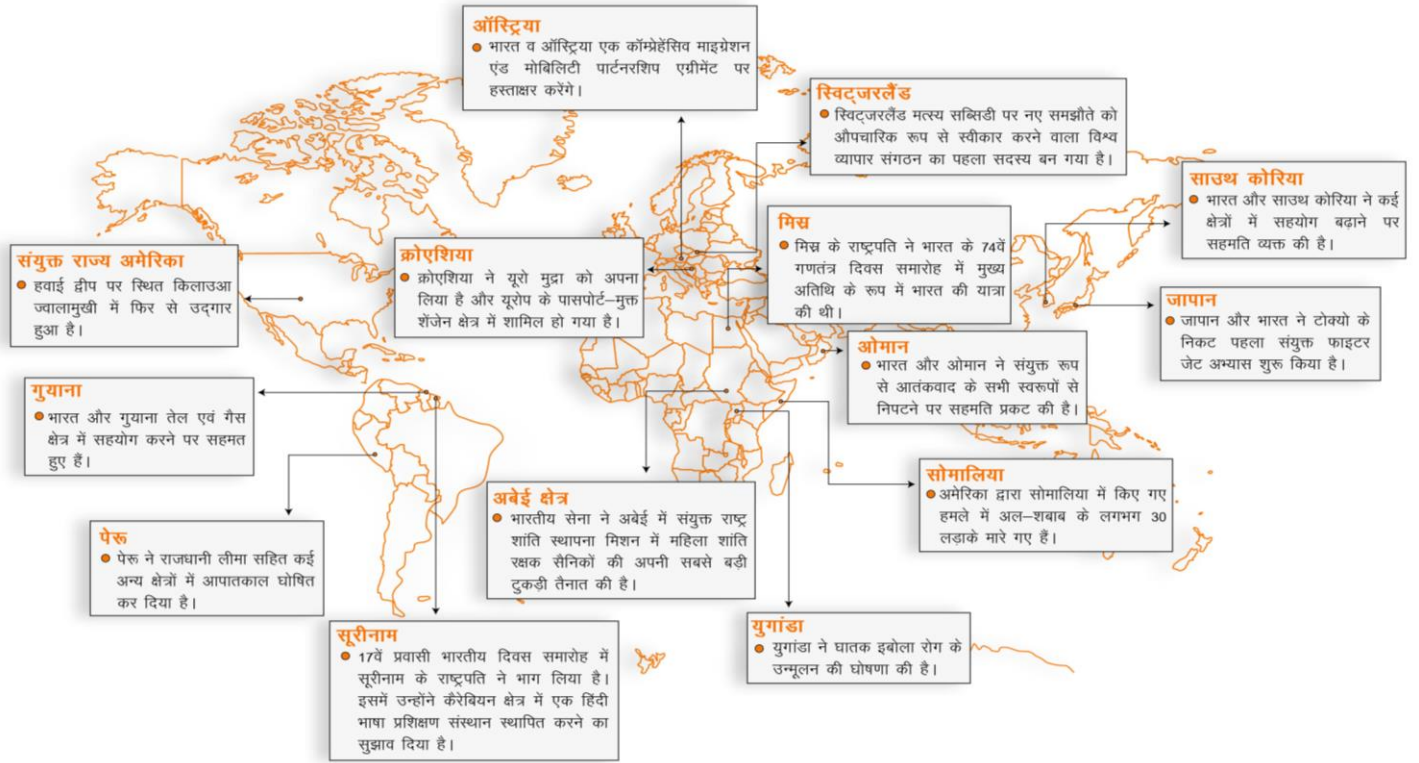 ऑस्ट्रिया
भारत व ऑस्ट्रिया एक कॉम्प्रेहेंसिव माइग्रेशन
एंड मोबिलिटी पार्टनरशिप एग्रीमेंट पर
हस्ताक्षर करेंगे।
स्विट्जरलैंड
स्विट्जरलैंड मत्स्य सब्सिडी पर नए समझौते को
औपचारिक रूप से स्वीकार करने वाला विश्व
व्यापार संगठन का पहला सदस्य बन गया है।
साउथ कोरिया
भारत और साउथ कोरिया ने कई
क्षेत्रों में सहयोग बढ़ाने पर
सहमति व्यक्त की है।
संयुक्त राज्य अमेरिका
हवाई द्वीप पर स्थित किलाउआ
ज्वालामुखी में फिर से उद्गार
हुआ है।
क्रोएशिया
क्रोएशिया ने यूरो मुद्रा को अपना
लिया है और यूरोप के पासपोर्ट–मुक्त
शेंजेन क्षेत्र में शामिल हो गया है।
मिस्र
मिस्र के राष्ट्रपति ने भारत के 74वें
गणतंत्र दिवस समारोह में मुख्य
अतिथि के रूप में भारत की यात्रा
की थी।
जापान
जापान और भारत ने टोक्यो के
निकट पहला संयुक्त फाइटर
जेट अभ्यास शुरू किया है।
ओमान
भारत और ओमान ने संयुक्त रूप
से आतंकवाद के सभी स्वरूपों से
निपटने पर सहमति प्रकट की है।
गुयाना
भारत और गुयाना तेल एवं गैस
क्षेत्र में सहयोग करने पर सहमत
हुए हैं।
सोमालिया
अमेरिका द्वारा सोमालिया में किए गए
हमले में अल–शबाब के लगभग 30
लड़ाके मारे गए हैं।
अबेई क्षेत्र
भारतीय सेना ने अबेई में संयुक्त राष्ट्र
शांति स्थापना मिशन में महिला शांति
रक्षक सैनिकों की अपनी सबसे बड़ी
टुकड़ी तैनात की है।
पेरू
पेरू ने राजधानी लीमा सहित कई
अन्य क्षेत्रों में आपातकाल घोषित
कर दिया है।
युगांडा
युगांडा ने घातक इबोला रोग के
उन्मूलन की घोषणा की है।
सूरीनाम
17वें प्रवासी भारतीय दिवस समारोह में
सूरीनाम के राष्ट्रपति ने भाग लिया है।
इसमें उन्होंने कैरेबियन क्षेत्र में एक हिंदी
भाषा प्रशिक्षण संस्थान स्थापित करने का
सुझाव दिया है।